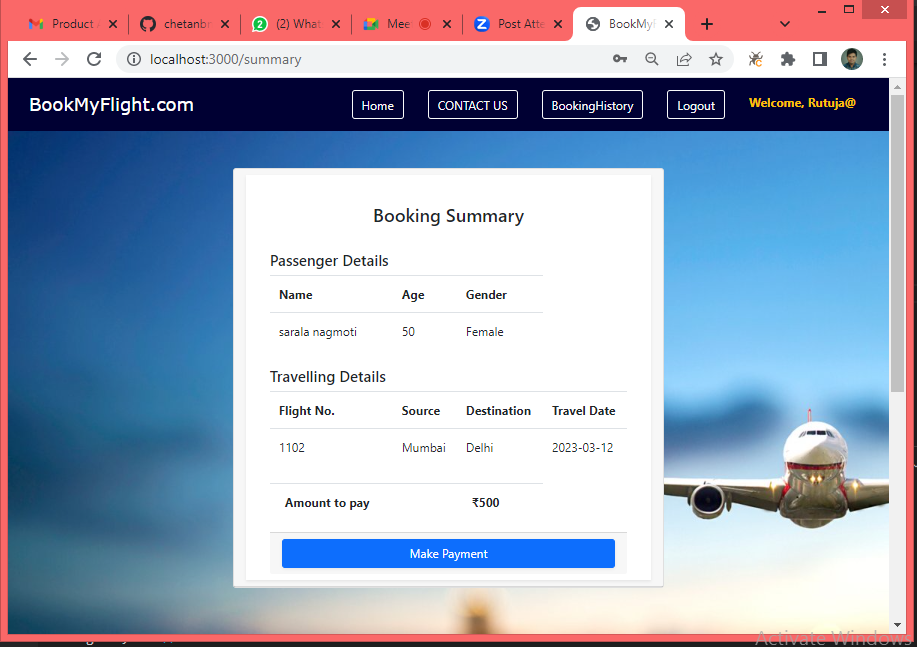 Product
chetanbr
2
(2) What
Mee
Post Atte
BookMyF
localhost:3000/summary
BookMyFlight.com
Home
CONTACT US
BookingHistory
Logout
Welcome, Rutuja@
Booking Summary
Passenger Details
Name Age Gender
sarala nagmoti 50 Female
Travelling Details
Flight No. Source Destination Travel Date
1102 Mumbai Delhi 2023-03-12
Amount to pay ₹500
Make Payment
Activate Windows